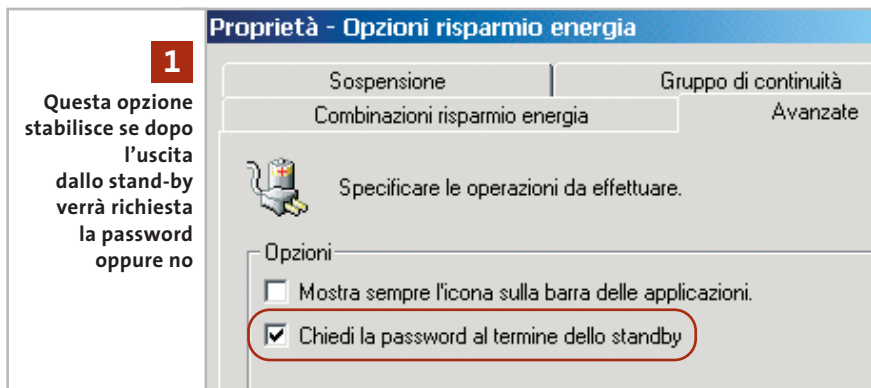 1
Questa opzione
stabilisce se dopo
l'uscita
dallo stand-by
verrà richiesta
la password
oppure no
Proprietà - Opzioni risparmio energia
Sospensione
Gruppo di continuità
Combinazioni risparmio energia
Avanzate
Specificare le operazioni da effettuare.
Opzioni
Mostra sempre l'icona sulla barra delle applicazioni.
Chiedi la password al termine dello standby